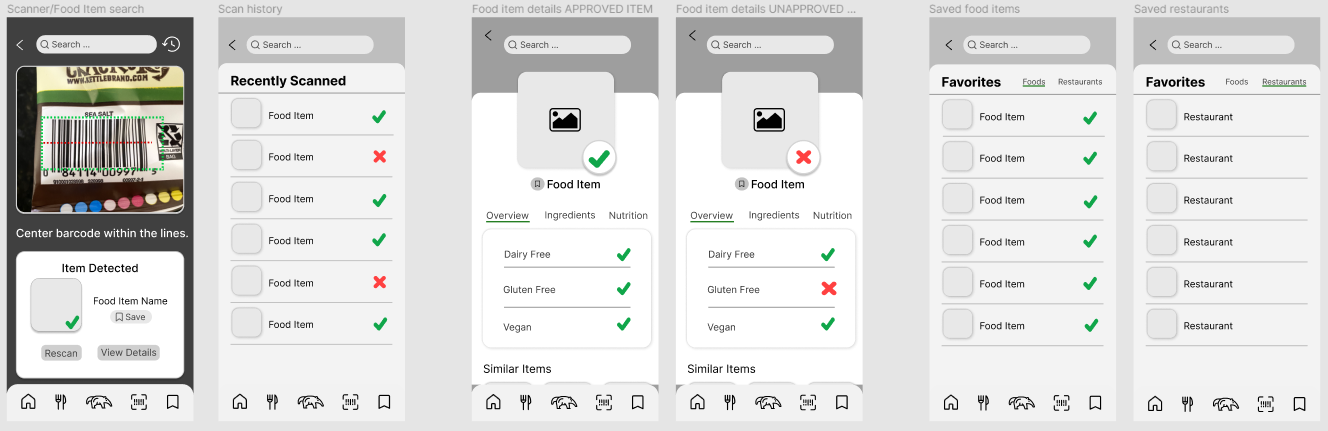 Scanner/Food Item search
Search ...
WWW.LITTLEBRAND.COM
SEA SALT
0 84114 00997 5
BAG
Center barcode within the lines.
Item Detected
Food Item Name
Save
Rescan
View Details
Scan history
Search ...
Recently Scanned
Food Item
Food Item
Food Item
Food Item
Food Item
Food Item
Food item details APPROVED ITEM
Search ...
Food Item
Overview Ingredients Nutrition
Dairy Free
Gluten Free
Vegan
Similar Items
Food item details UNAPPROVED ...
Search ...
Food Item
Overview Ingredients Nutrition
Dairy Free
Gluten Free
Vegan
Similar Items
Saved food items
Search ...
Favorites Foods Restaurants
Food Item
Food Item
Food Item
Food Item
Food Item
Food Item
Saved restaurants
Search ...
Favorites Foods Restaurants
Restaurant
Restaurant
Restaurant
Restaurant
Restaurant
Restaurant